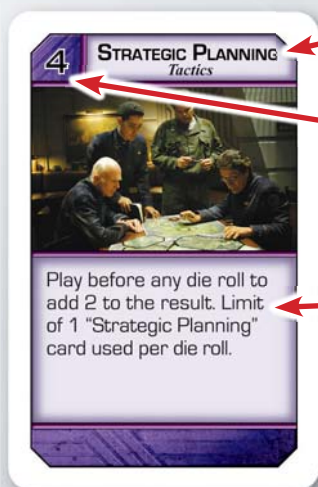 4
STRATEGIC PLANNING
Tactics
Play before any die roll to
add 2 to the result. Limit
of 1 “Strategic Planning”
card used per die roll.